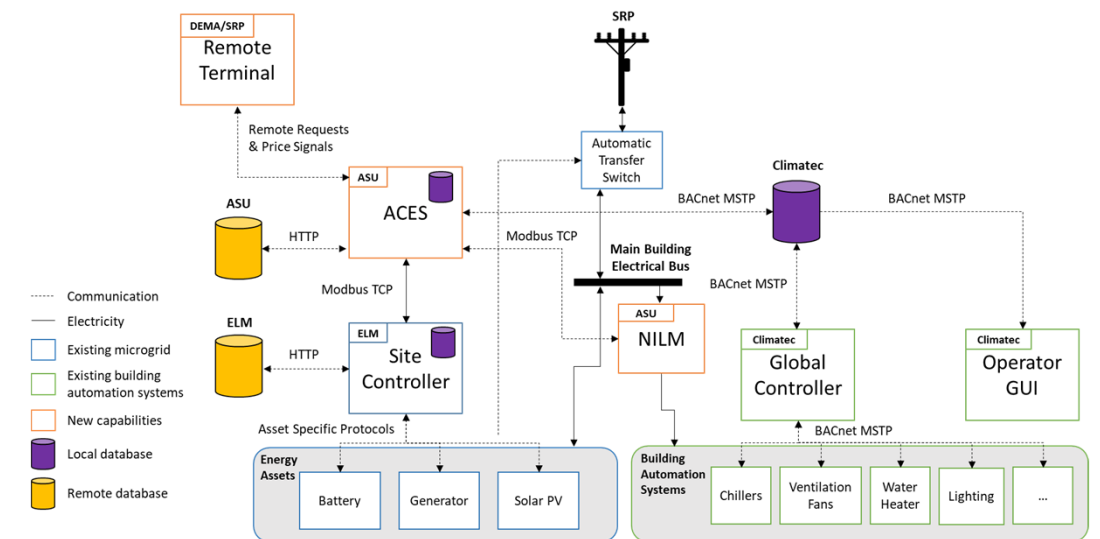 DEMA/SRP
Remote
Terminal
SRP
Remote Requests
& Price Signals
Automatic
Transfer
Switch
ASU
ACES
Climatec
BACnet MSTP
BACnet MSTP
ASU
HTTP
Modbus TCP
Main Building
Electrical Bus
Modbus TCP
BACnet MSTP
Communication
Electricity
Existing microgrid
Existing building
automation systems
New capabilities
Local database
Remote database
ELM
HTTP
ELM
Site
Controller
ASU
NILM
Climatec
Global
Controller
Climatec
Operator
GUI
Asset Specific Protocols
BACnet MSTP
Energy
Assets
Battery
Generator
Solar PV
Building
Automation
Systems
Chillers
Ventilation
Fans
Water
Heater
Lighting
...